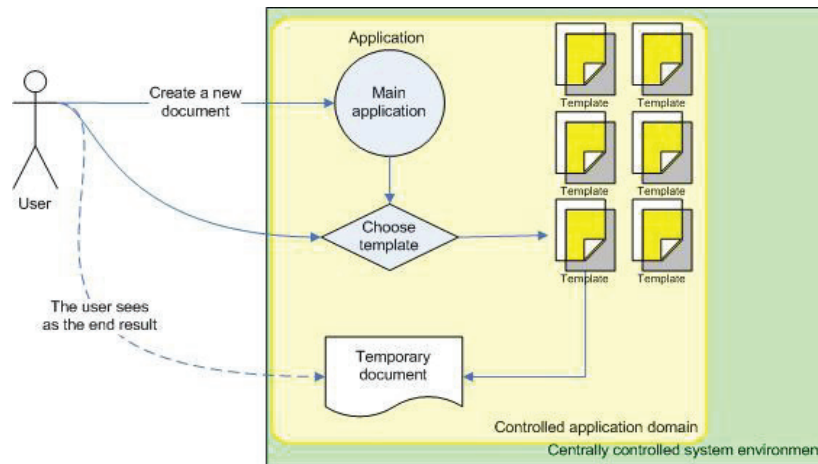 Application
Create a new
document
Main
application
Template
Template
Template
Template
User
Choose
template
Template
Template
The user sees
as the end result
Temporary
document
Controlled application domain
Centrally controlled system environmen